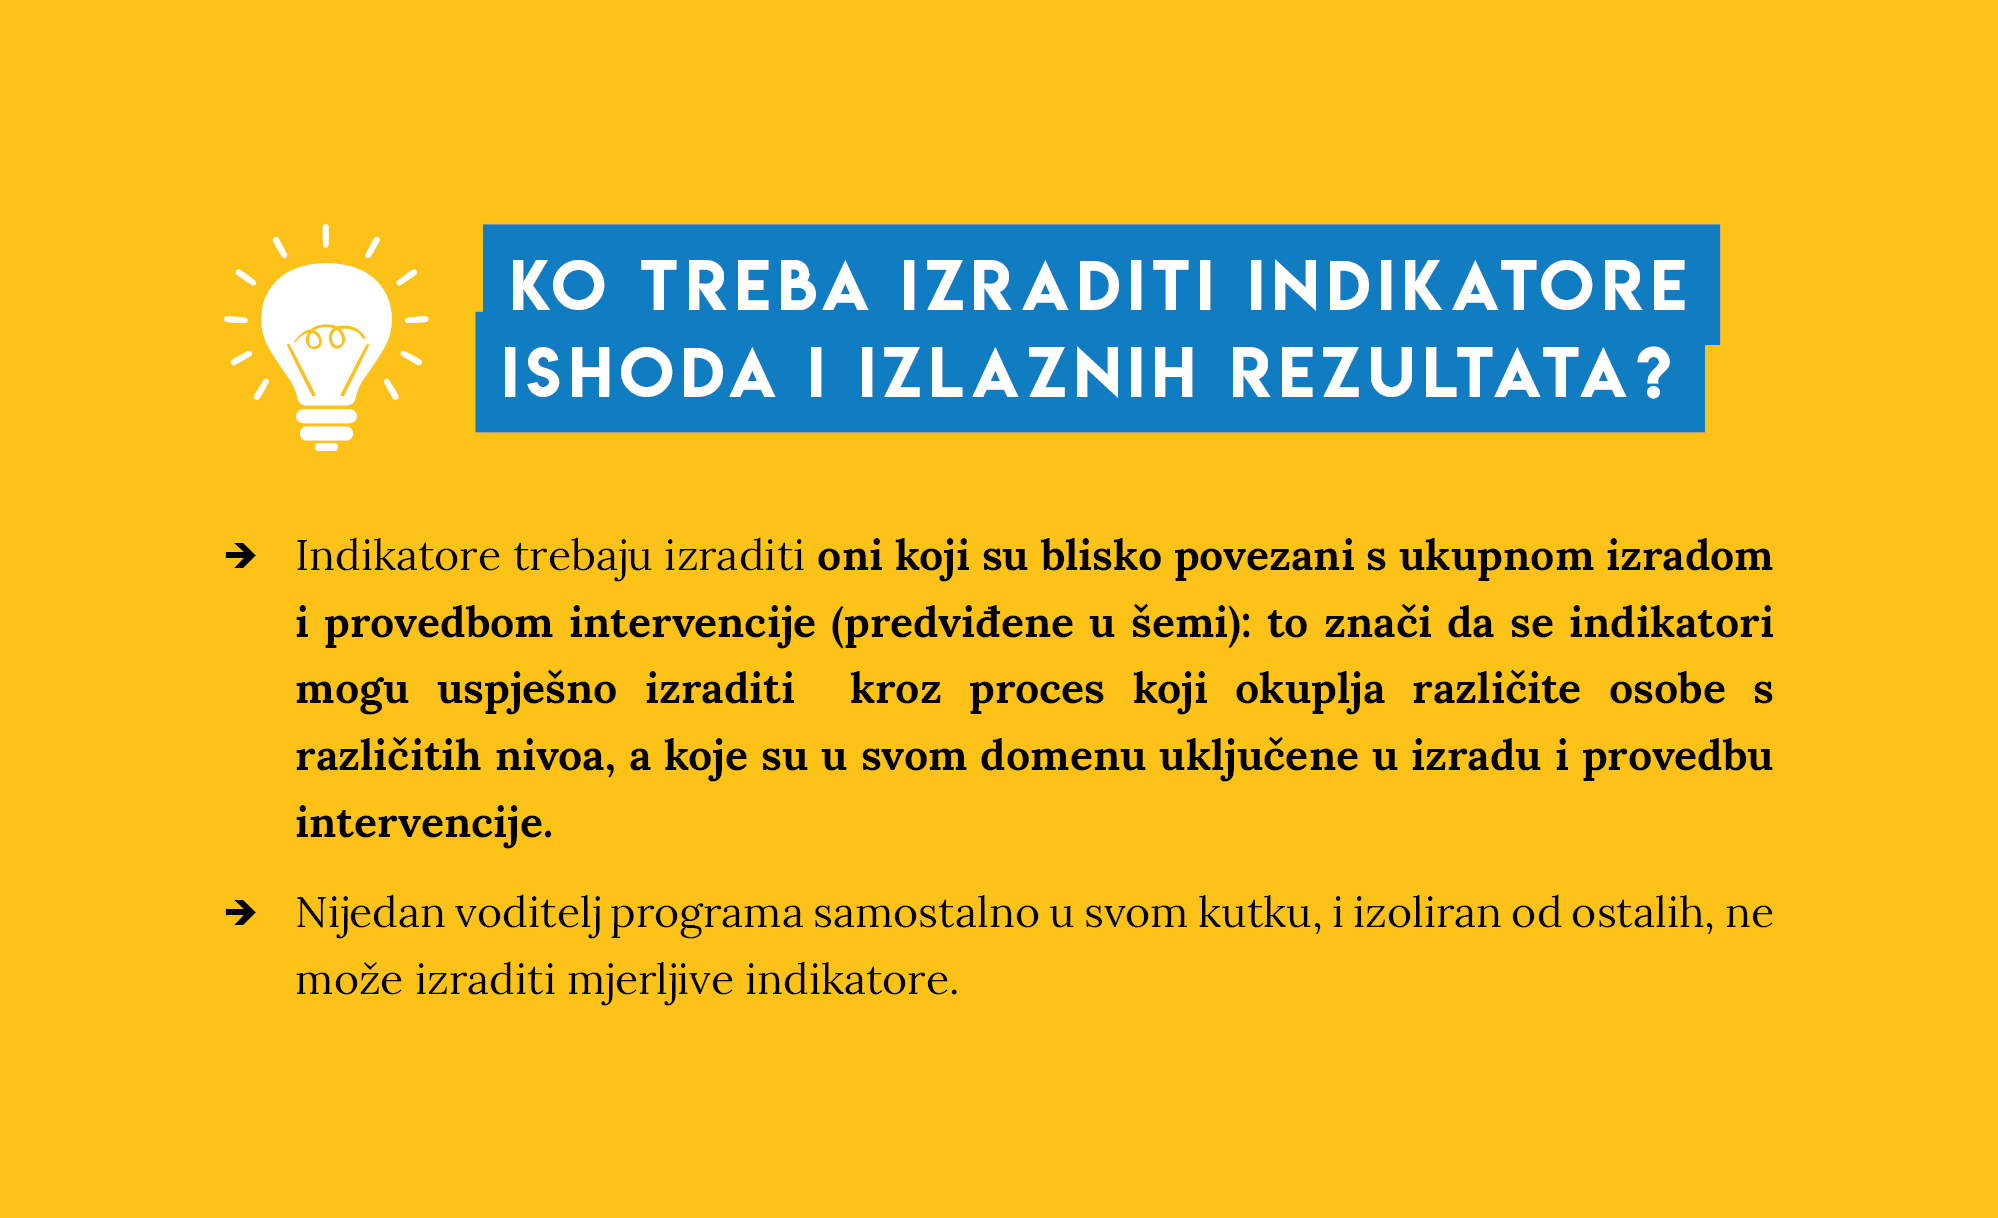 KO TREBA IZRADITI INDIKATORE
ISHODA I IZLAZNIH REZULTATA?
➔ Indikatore trebaju izraditi oni koji su blisko povezani s ukupnom izradom
i provedbom intervencije (predviđene u šemi): to znači da se indikatori
mogu uspješno izraditi kroz proces koji okuplja različite osobe s
različitih nivoa, a koje su u svom domenu uključene u izradu i provedbu
intervencije.
➔ Nijedan voditelj programa samostalno u svom kutku, i izoliran od ostalih, ne
može izraditi mjerljive indikatore.